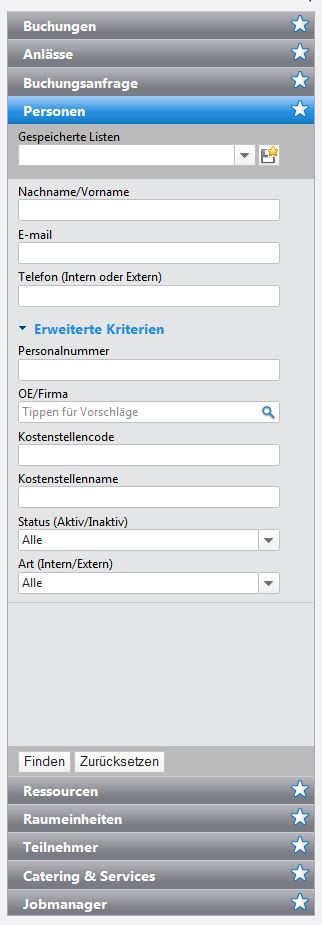 Buchungen
Anlässe
Buchungsanfrage
Personen
Gespeicherte Listen
Nachname/Vorname
E-mail
Telefon (Intern oder Extern)
Erweiterte Kriterien
Personalnummer
OE/Firma
Tippen für Vorschläge
Kostenstellencode
Kostenstellenname
Status (Aktiv/Inaktiv)
Alle
Art (Intern/Extern)
Alle
Finden Zurücksetzen
Ressourcen
Raumeinheiten
Teilnehmer
Catering & Services
Jobmanager